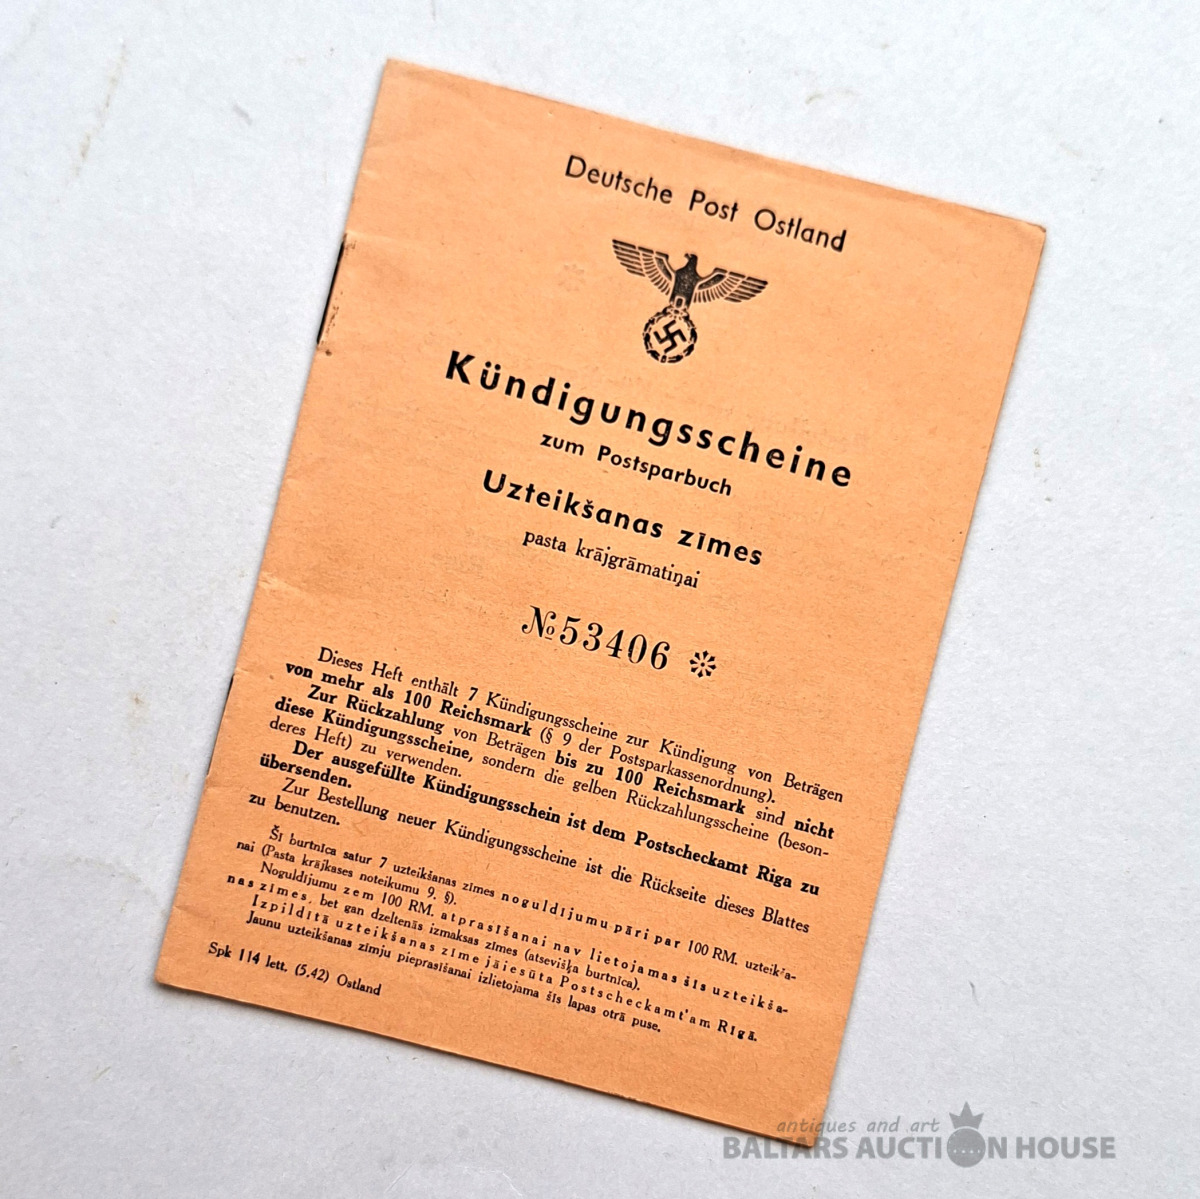 Deutsche Post Ostland
Kündigungsscheine
zum Postsparbuch
Uzteikšanas zīmes
pasta krājgrāmatiņai
№ 53406 ✻
Dieses Heft enthält 7 Kündigungsscheine zur Kündigung von Beträgen
von mehr als 100 Reichsmark (§ 9 der Postsparkassenordnung).
Zur Rückzahlung von Beträgen bis zu 100 Reichsmark sind nicht
diese Kündigungsscheine, sondern die gelben Rückzahlungsscheine (beson-
deres Heft) zu verwenden.
Der ausgefüllte Kündigungsschein ist dem Postscheckamt Riga zu
übersenden.
Zur Bestellung neuer Kündigungsscheine ist die Rückseite dieses Blattes
zu benutzen.
Šī burtnīca satur 7 uzteikšanas zīmes noguldījumu pāri par 100 RM. uzteik'a-
nai (Pasta krājkases noteikumu 9. §).
Noguldījumu zem 100 RM. atprasīšanai nav lietojamas šīs uzteikša-
nas zīmes, bet gan dzeltenās izmaksas zīmes (atsevišķa burtnīca).
Izpildītā uzteikšanas zīme jāiesūta Postscheckamt'am Rīgā.
Jaunu uzteikšanas zīmju pieprasīšanai izlietojama šīs lapas otrā puse.
Spk 114 lett. (5.42) Ostland
antiques and art
BALTARS AUCTION HOUSE